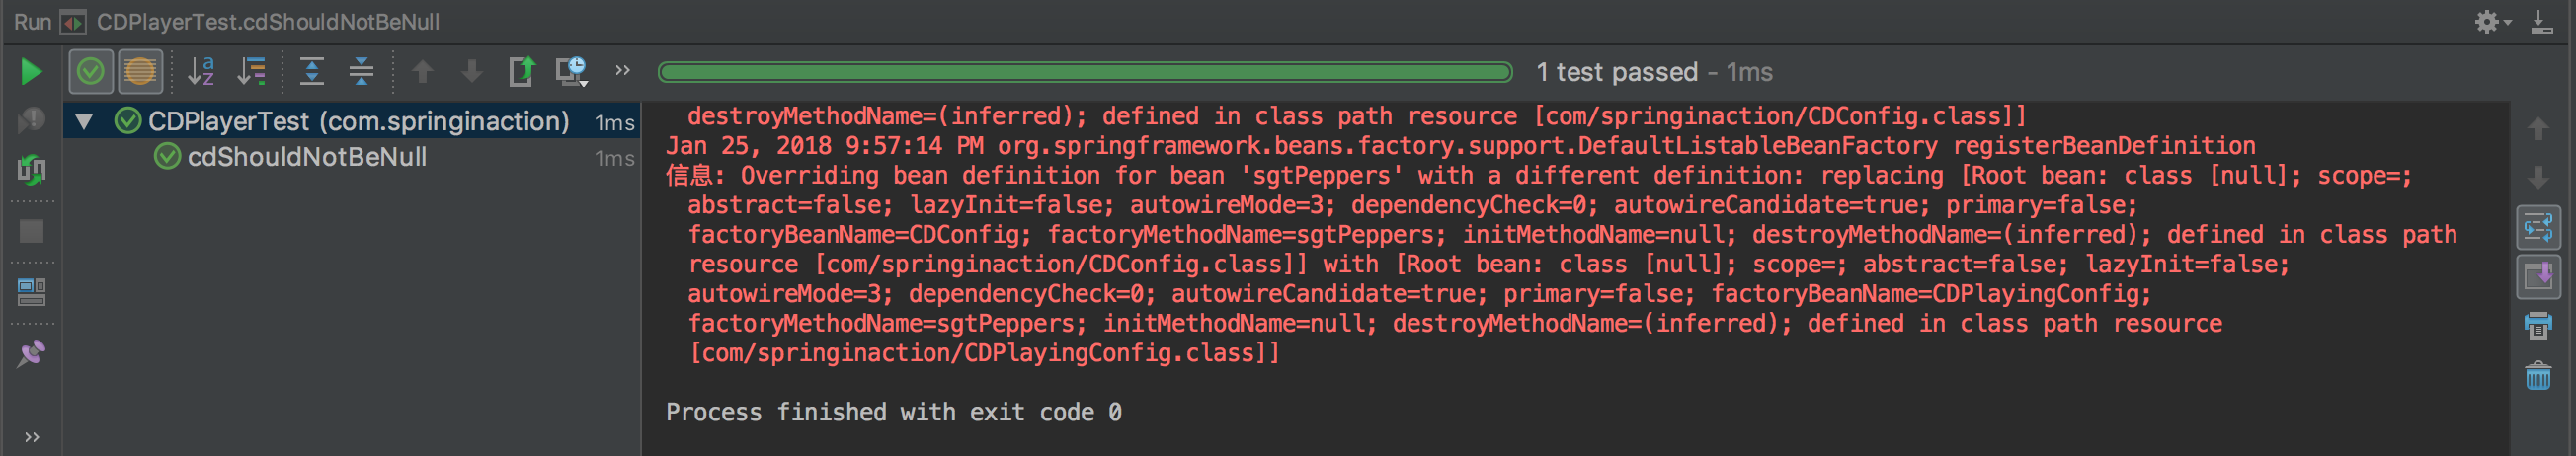 Run CDPlayerTest.cdShouldNotBeNull
1 test passed - 1ms
CDPlayerTest (com.springinaction) 1ms
cdShouldNotBeNull 1ms
destroyMethodName=(inferred); defined in class path resource [com/springinaction/CDConfig.class]]
Jan 25, 2018 9:57:14 PM org.springframework.beans.factory.support.DefaultListableBeanFactory registerBeanDefinition
信息: Overriding bean definition for bean 'sgtPeppers' with a different definition: replacing [Root bean: class [null]; scope=;
abstract=false; lazyInit=false; autowireMode=3; dependencyCheck=0; autowireCandidate=true; primary=false;
factoryBeanName=CDConfig; factoryMethodName=sgtPeppers; initMethodName=null; destroyMethodName=(inferred); defined in class path
resource [com/springinaction/CDConfig.class]] with [Root bean: class [null]; scope=; abstract=false; lazyInit=false;
autowireMode=3; dependencyCheck=0; autowireCandidate=true; primary=false; factoryBeanName=CDPlayingConfig;
factoryMethodName=sgtPeppers; initMethodName=null; destroyMethodName=(inferred); defined in class path resource
[com/springinaction/CDPlayingConfig.class]]
Process finished with exit code 0